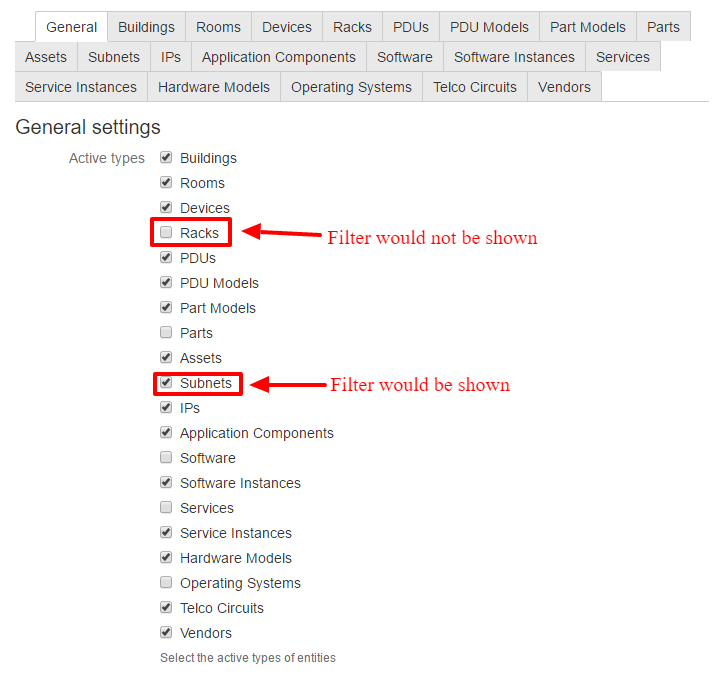 General Buildings Rooms Devices Racks PDUs PDU Models Part Models Parts
Assets Subnets IPs Application Components Software Software Instances Services
Service Instances Hardware Models Operating Systems Telco Circuits Vendors
General settings
Active types Buildings
Rooms
Devices
Racks Filter would not be shown
PDUs
PDU Models
Part Models
Parts
Assets
Subnets Filter would be shown
IPs
Application Components
Software
Software Instances
Services
Service Instances
Hardware Models
Operating Systems
Telco Circuits
Vendors
Select the active types of entities